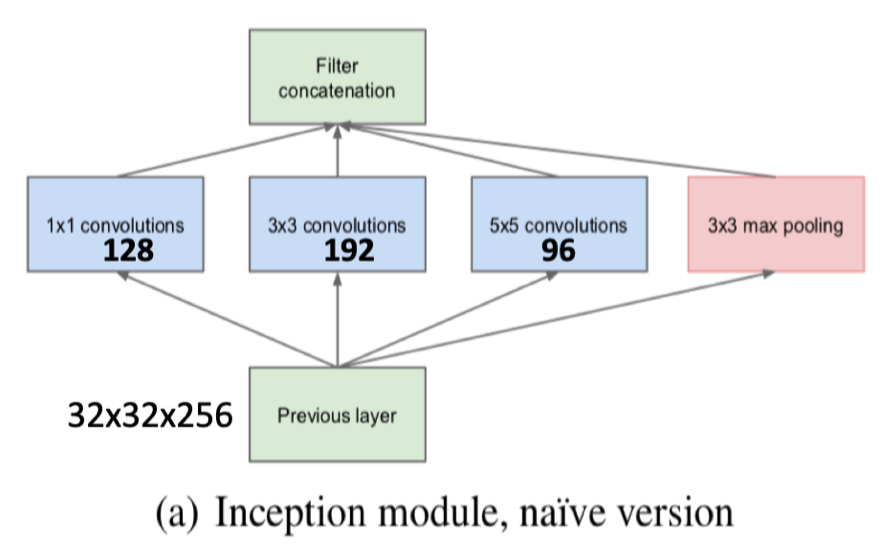 Filter
concatenation
1x1 convolutions
128
3x3 convolutions
192
5x5 convolutions
96
3x3 max pooling
32x32x256
Previous layer
(a) Inception module, naïve version